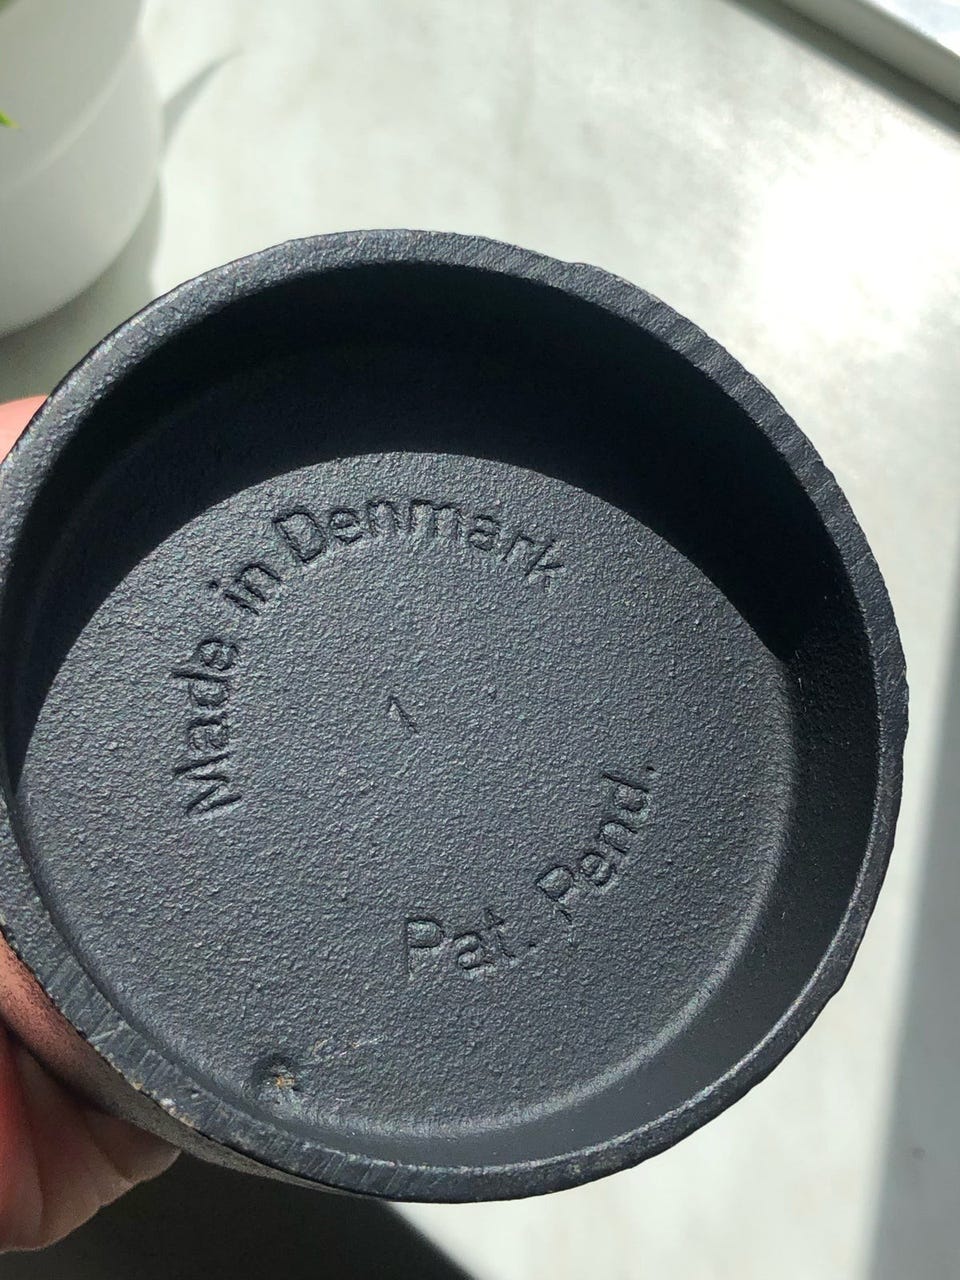 Made in Denmark
1
Pat. Pend.